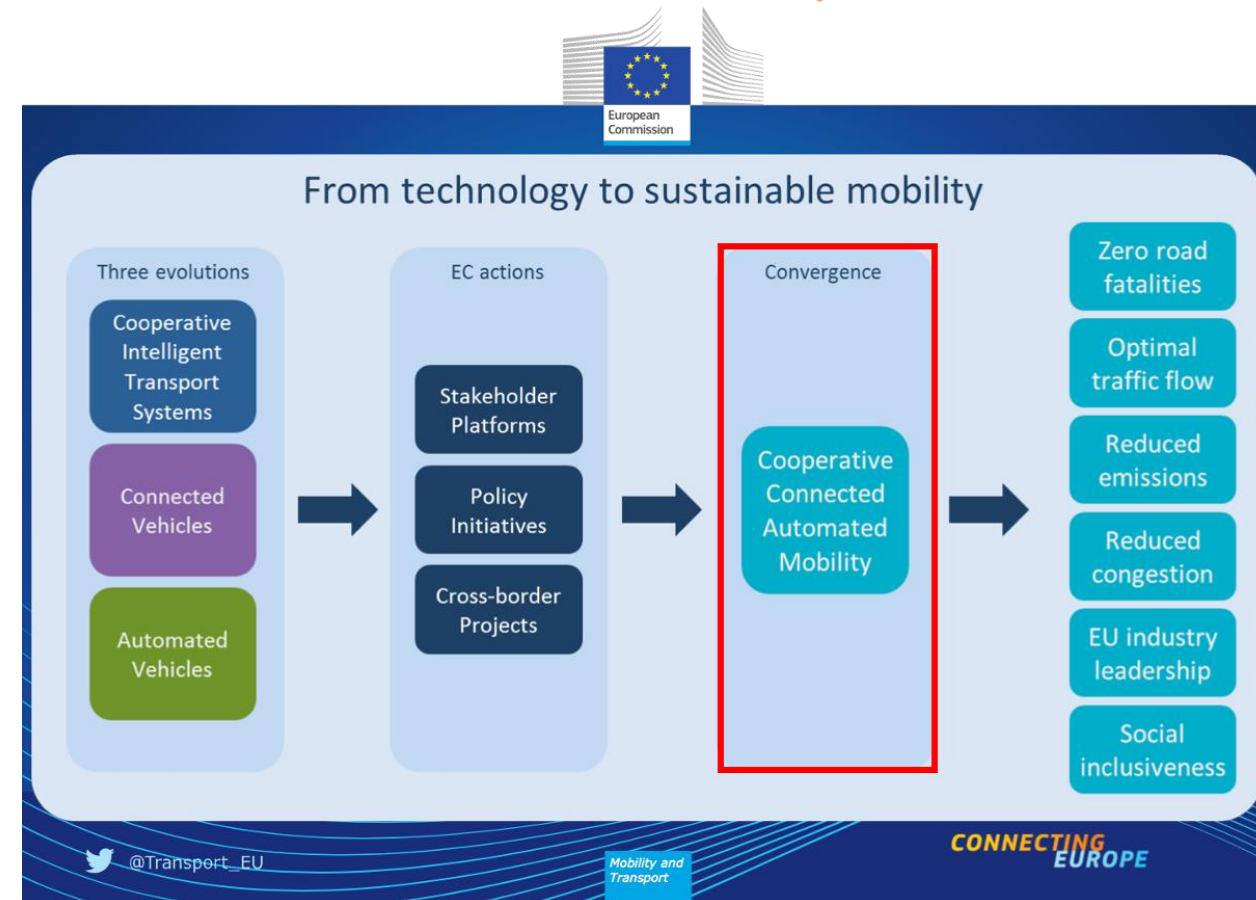 European
Commission
From technology to sustainable mobility
Three evolutions
Cooperative
Intelligent
Transport
Systems
Connected
Vehicles
Automated
Vehicles
EC actions
Stakeholder
Platforms
Policy
Initiatives
Cross-border
Projects
Convergence
Cooperative
Connected
Automated
Mobility
Zero road
fatalities
Optimal
traffic flow
Reduced
emissions
Reduced
congestion
EU industry
leadership
Social
inclusiveness
@Transport_EU
Mobility and
Transport
CONNECTING
EUROPE